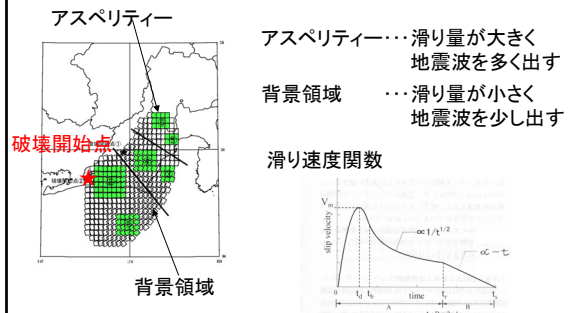 アスペリティー
アスペリティー･･･滑り量が大きく
地震波を多く出す
背景領域 ･･･滑り量が小さく
地震波を少し出す
破壊開始点
滑り速度関数
Vm
slip velocity
∝1/t^1/2
∝-t
0
td
tb
time
tr
ts
A
B
背景領域